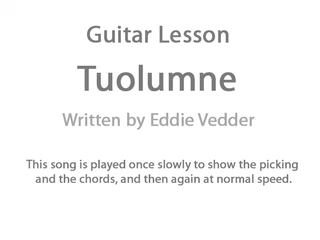 Guitar Lesson
Tuolumne
Written by Eddie Vedder
This song is played once slowly to show the picking
and the chords, and then again at normal speed.